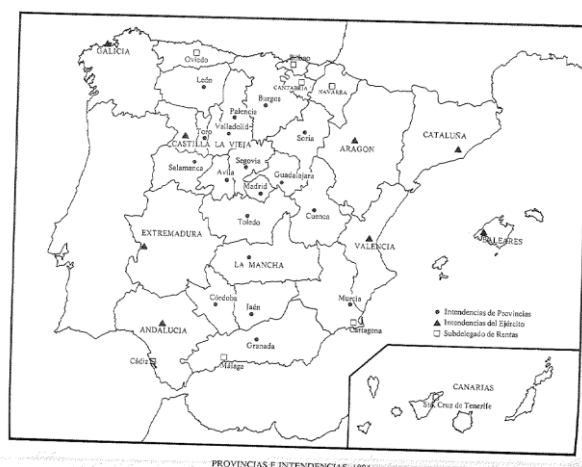 GALICIA
Oviedo
Bilbao
CANTABRIA
NAVARRA
León
Palencia
Burgos
Toro
Valladolid
CASTILLA LA VIEJA
Soria
ARAGON
CATALUÑA
Salamanca
Avila
Segovia
Guadalajara
Madrid
Cuenca
Toledo
EXTREMADURA
VALENCIA
BALEARES
LA MANCHA
Córdoba
Jaén
Murcia
Cartagena
ANDALUCIA
Granada
Cádiz
Málaga
Intendencias de Provincias
Intendencias del Ejército
Subdelegado de Rentas
CANARIAS
Sta. Cruz de Tenerife
PROVINCIAS E INTENDENCIAS